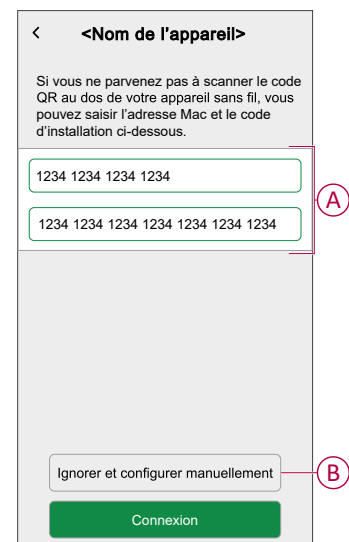 <Nom de l’appareil>
Si vous ne parvenez pas à scanner le code
QR au dos de votre appareil sans fil, vous
pouvez saisir l’adresse Mac et le code
d’installation ci-dessous.
1234 1234 1234 1234
A
1234 1234 1234 1234 1234 1234 1234
Ignorer et configurer manuellement
B
Connexion